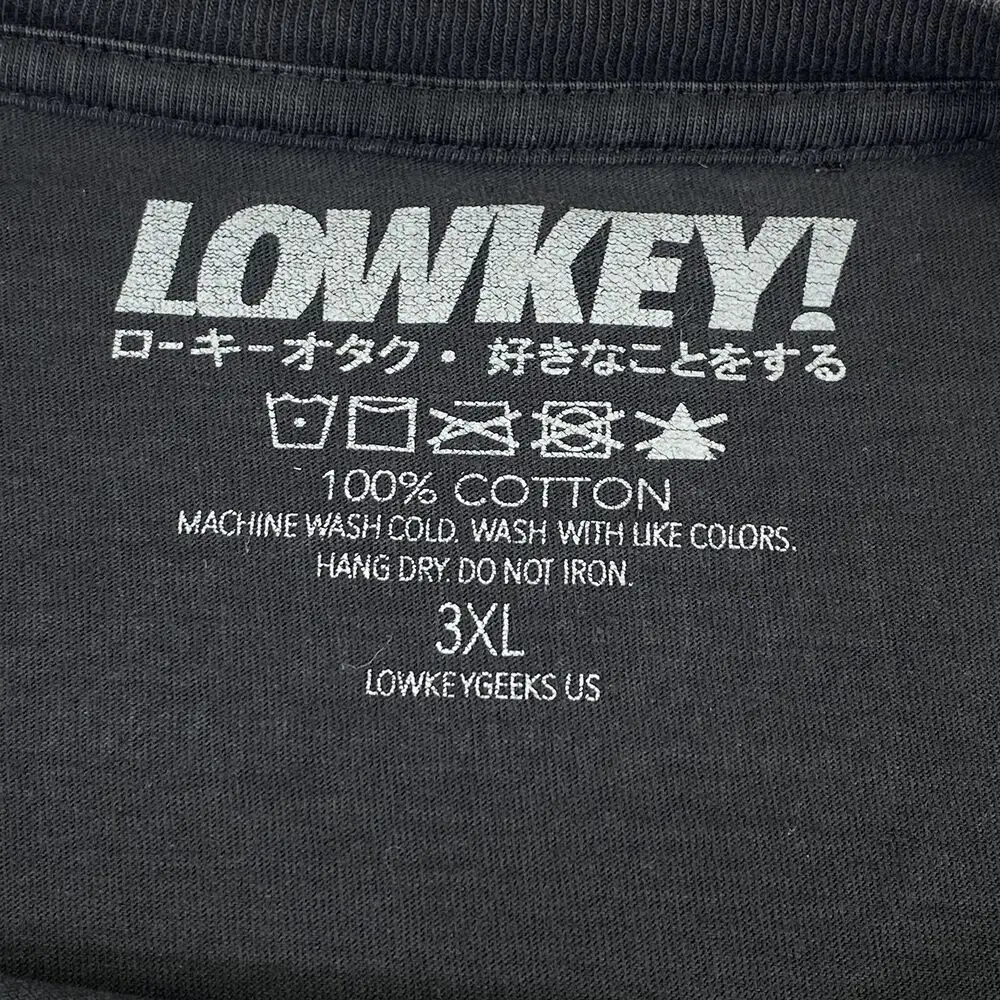 LOWKEY!
ローキーオタク・好きなことをする
100% COTTON
MACHINE WASH COLD. WASH WITH LIKE COLORS.
HANG DRY. DO NOT IRON.
3XL
LOWKEYGEEKS US